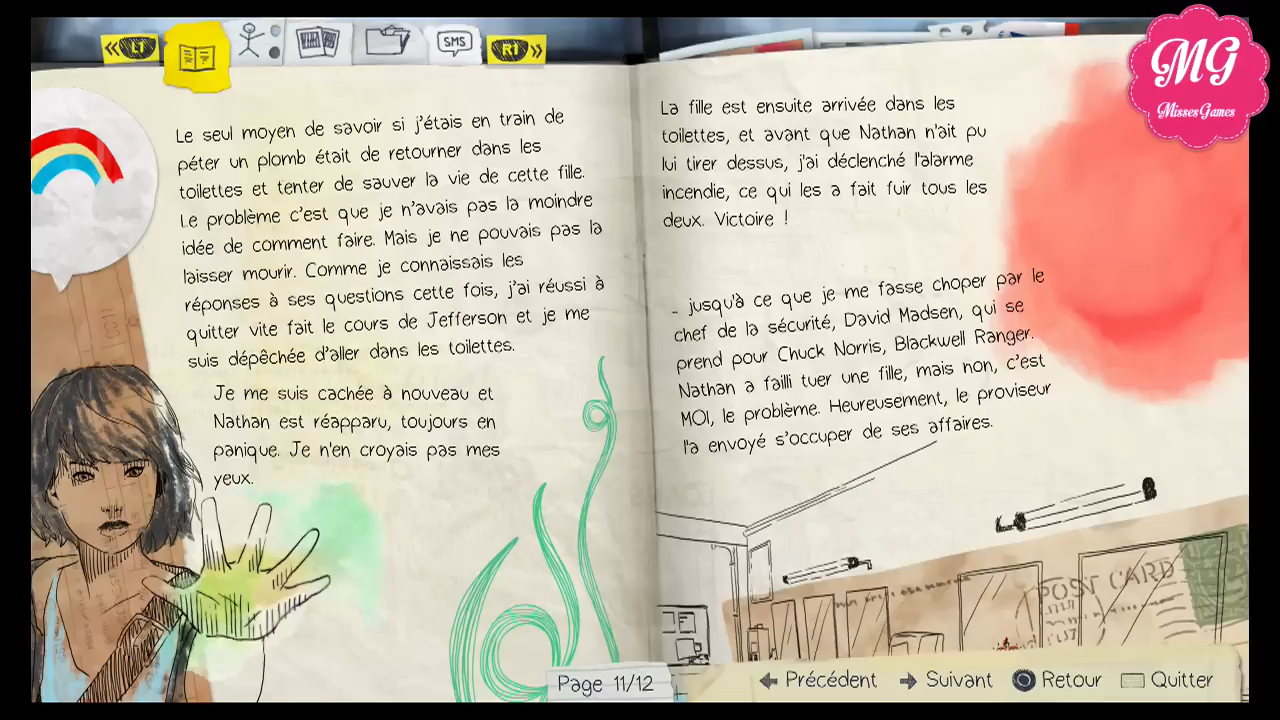 L1
SMS
R1
MG
MissesGames
Le seul moyen de savoir si j'étais en train de
péter un plomb était de retourner dans les
toilettes et tenter de sauver la vie de cette fille.
Le problème c'est que je n'avais pas la moindre
idée de comment faire. Mais je ne pouvais pas la
laisser mourir. Comme je connaissais les
réponses à ses questions cette fois, j'ai réussi à
quitter vite fait le cours de Jefferson et je me
suis dépêchée d'aller dans les toilettes.
Je me suis cachée à nouveau et
Nathan est réapparu, toujours en
panique. Je n'en croyais pas mes
yeux.
La fille est ensuite arrivée dans les
toilettes, et avant que Nathan n'ait pu
lui tirer dessus, j'ai déclenché l'alarme
incendie, ce qui les a fait fuir tous les
deux. Victoire !
- jusqu'à ce que je me fasse choper par le
chef de la sécurité, David Madsen, qui se
prend pour Chuck Norris, Blackwell Ranger.
Nathan a failli tuer une fille, mais non, c'est
MOI, le problème. Heureusement, le proviseur
l'a envoyé s'occuper de ses affaires.
POST CARD
Page 11/12
Précédent
Suivant
Retour
Quitter